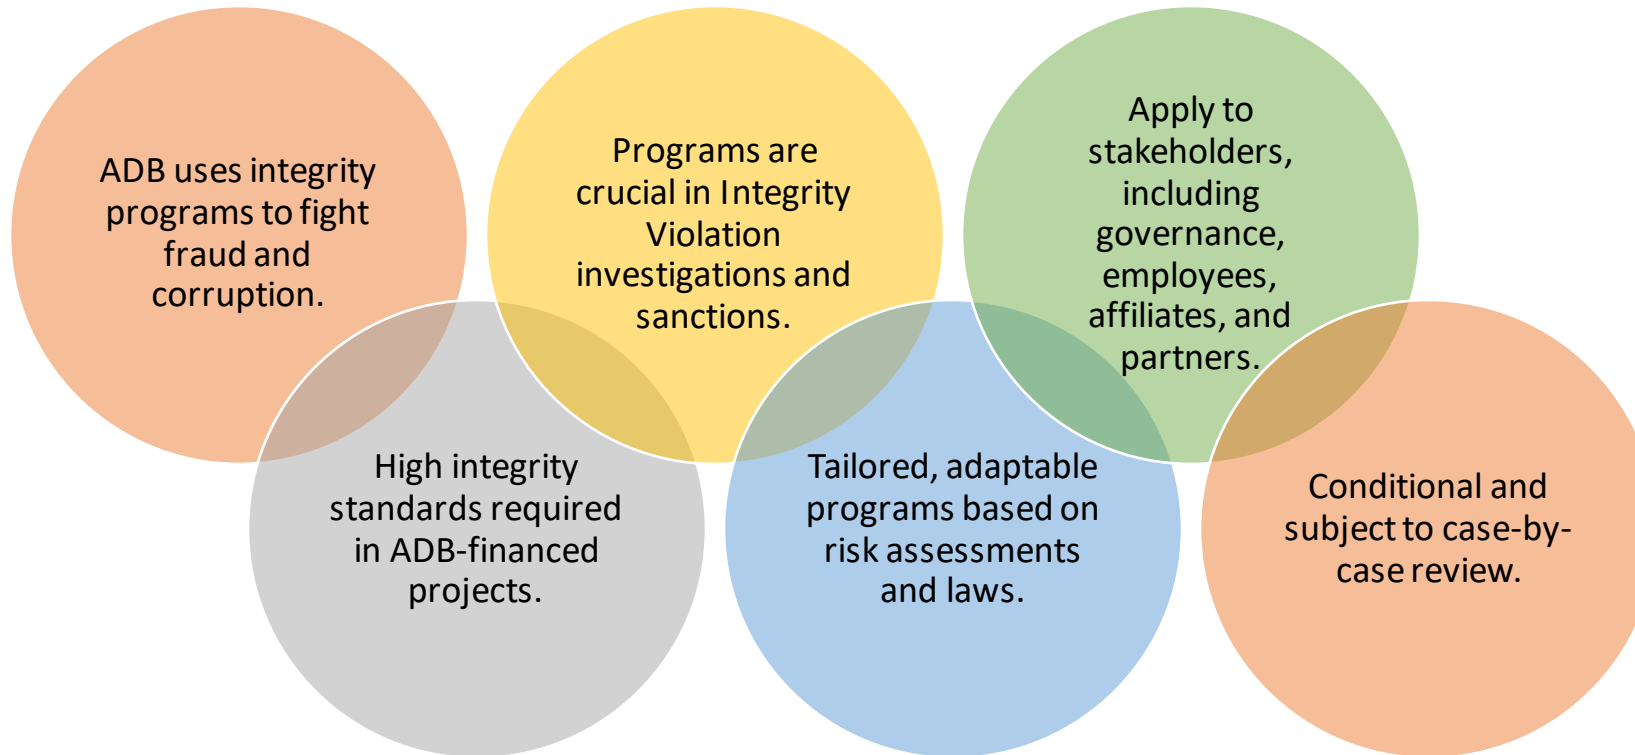 ADB uses integrity
programs to fight
fraud and
corruption.
High integrity
standards required
in ADB-financed
projects.
Programs are
crucial in Integrity
Violation
investigations and
sanctions.
Tailored, adaptable
programs based on
risk assessments
and laws.
Apply to
stakeholders,
including
governance,
employees,
affiliates, and
partners.
Conditional and
subject to case-by-
case review.